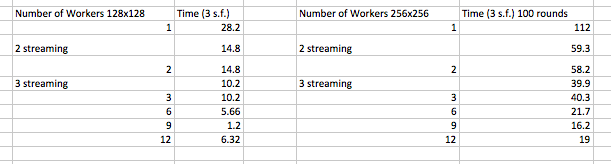 Number of Workers 128x128 Time (3 s.f.) Number of Workers 256x256 Time (3 s.f.) 100 rounds
1 28.2 1 112
2 streaming 14.8 2 streaming 59.3
2 14.8 2 58.2
3 streaming 10.2 3 streaming 39.9
3 10.2 3 40.3
6 5.66 6 21.7
9 1.2 9 16.2
12 6.32 12 19